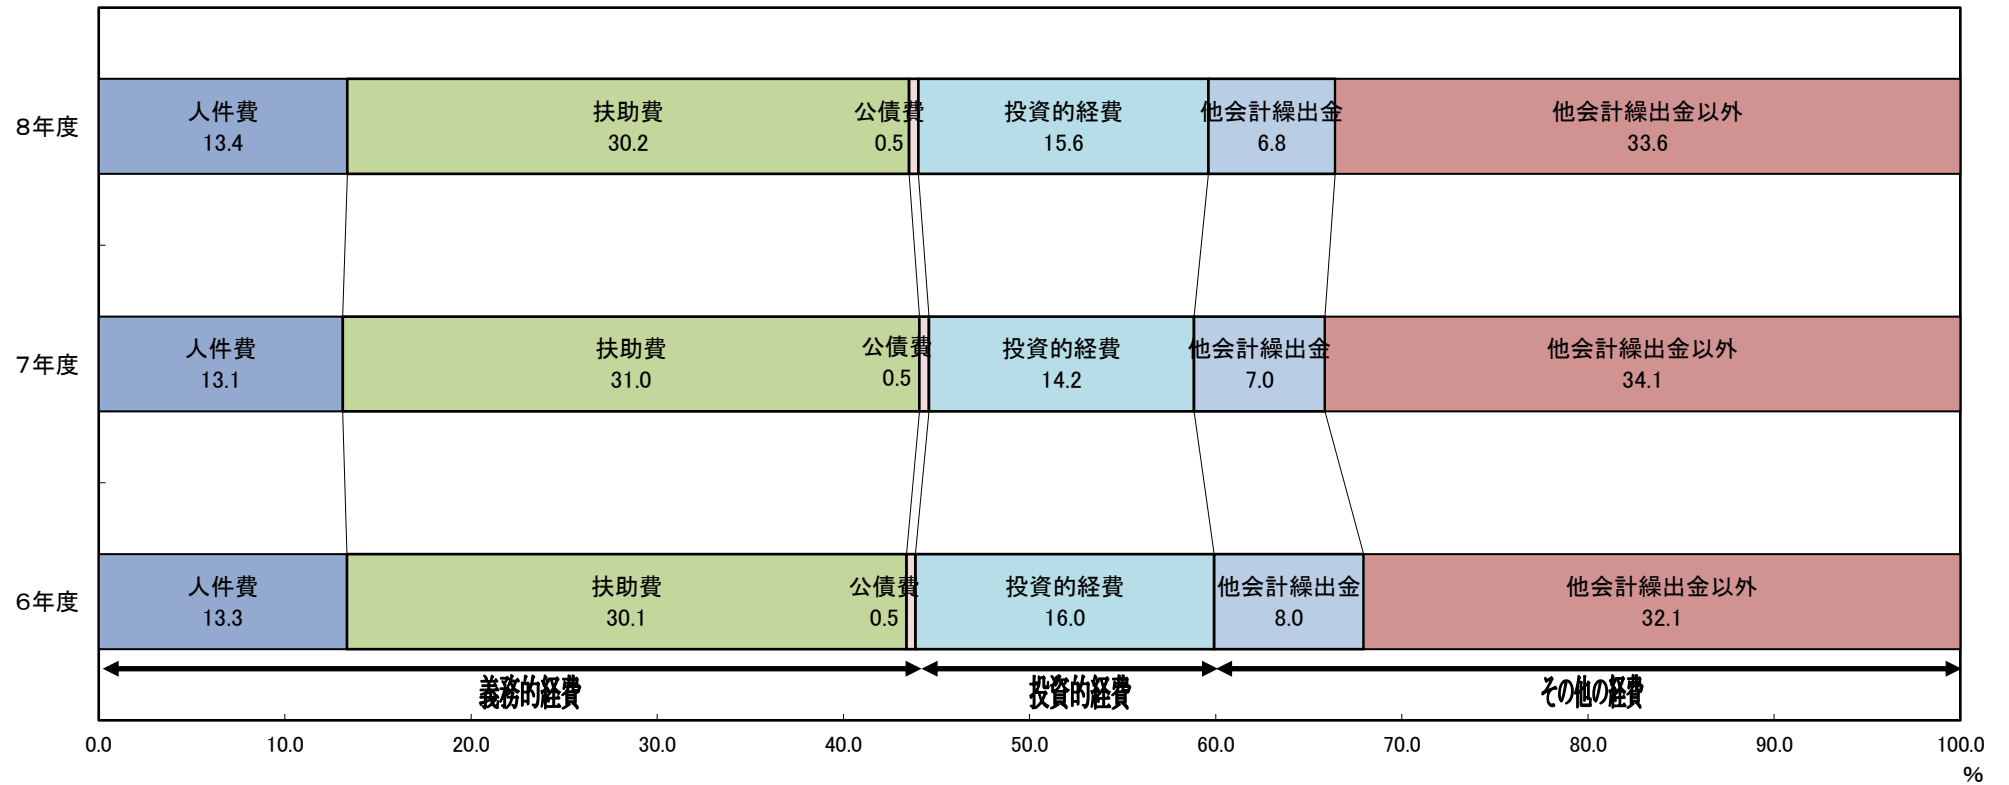 8年度
人件費
13.4
扶助費
30.2
公債費
0.5
投資的経費
15.6
他会計繰出金
6.8
他会計繰出金以外
33.6
7年度
人件費
13.1
扶助費
31.0
公債費
0.5
投資的経費
14.2
他会計繰出金
7.0
他会計繰出金以外
34.1
6年度
人件費
13.3
扶助費
30.1
公債費
0.5
投資的経費
16.0
他会計繰出金
8.0
他会計繰出金以外
32.1
義務的経費
投資的経費
その他の経費
0.0 10.0 20.0 30.0 40.0 50.0 60.0 70.0 80.0 90.0 100.0
%